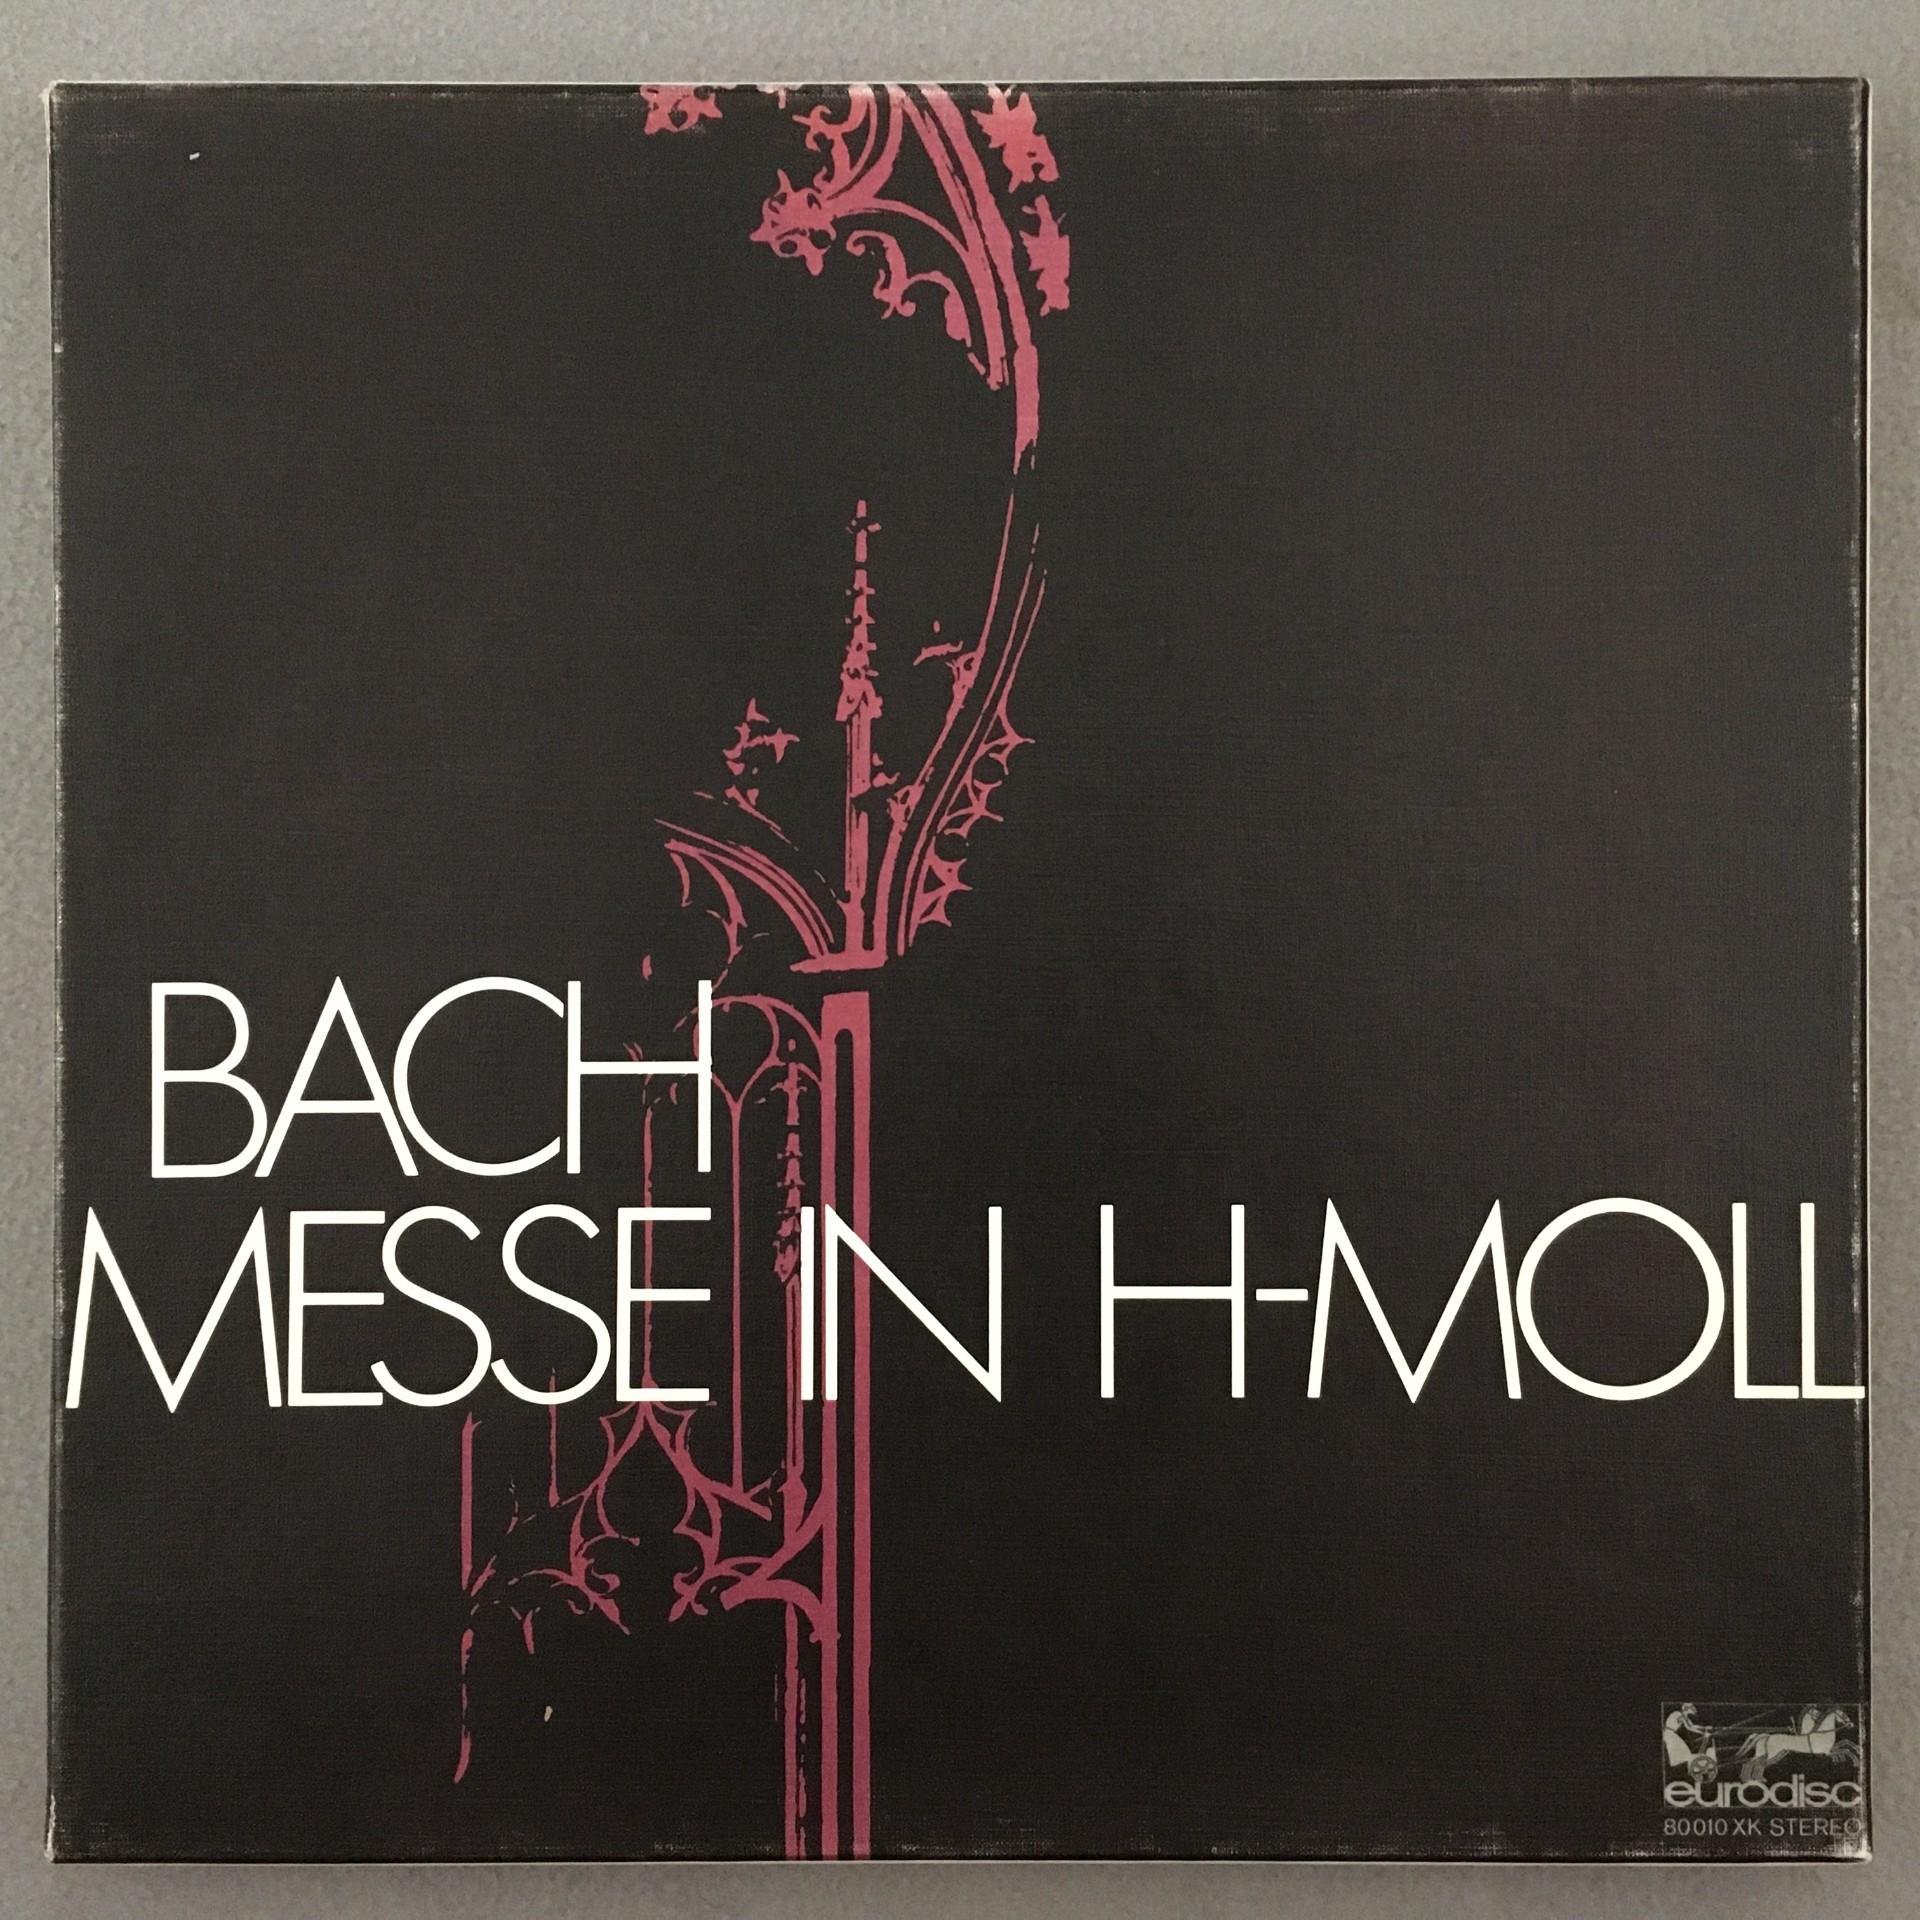 BACH
MESSE IN H-MOLL
eurodisc
80010 XK STEREO